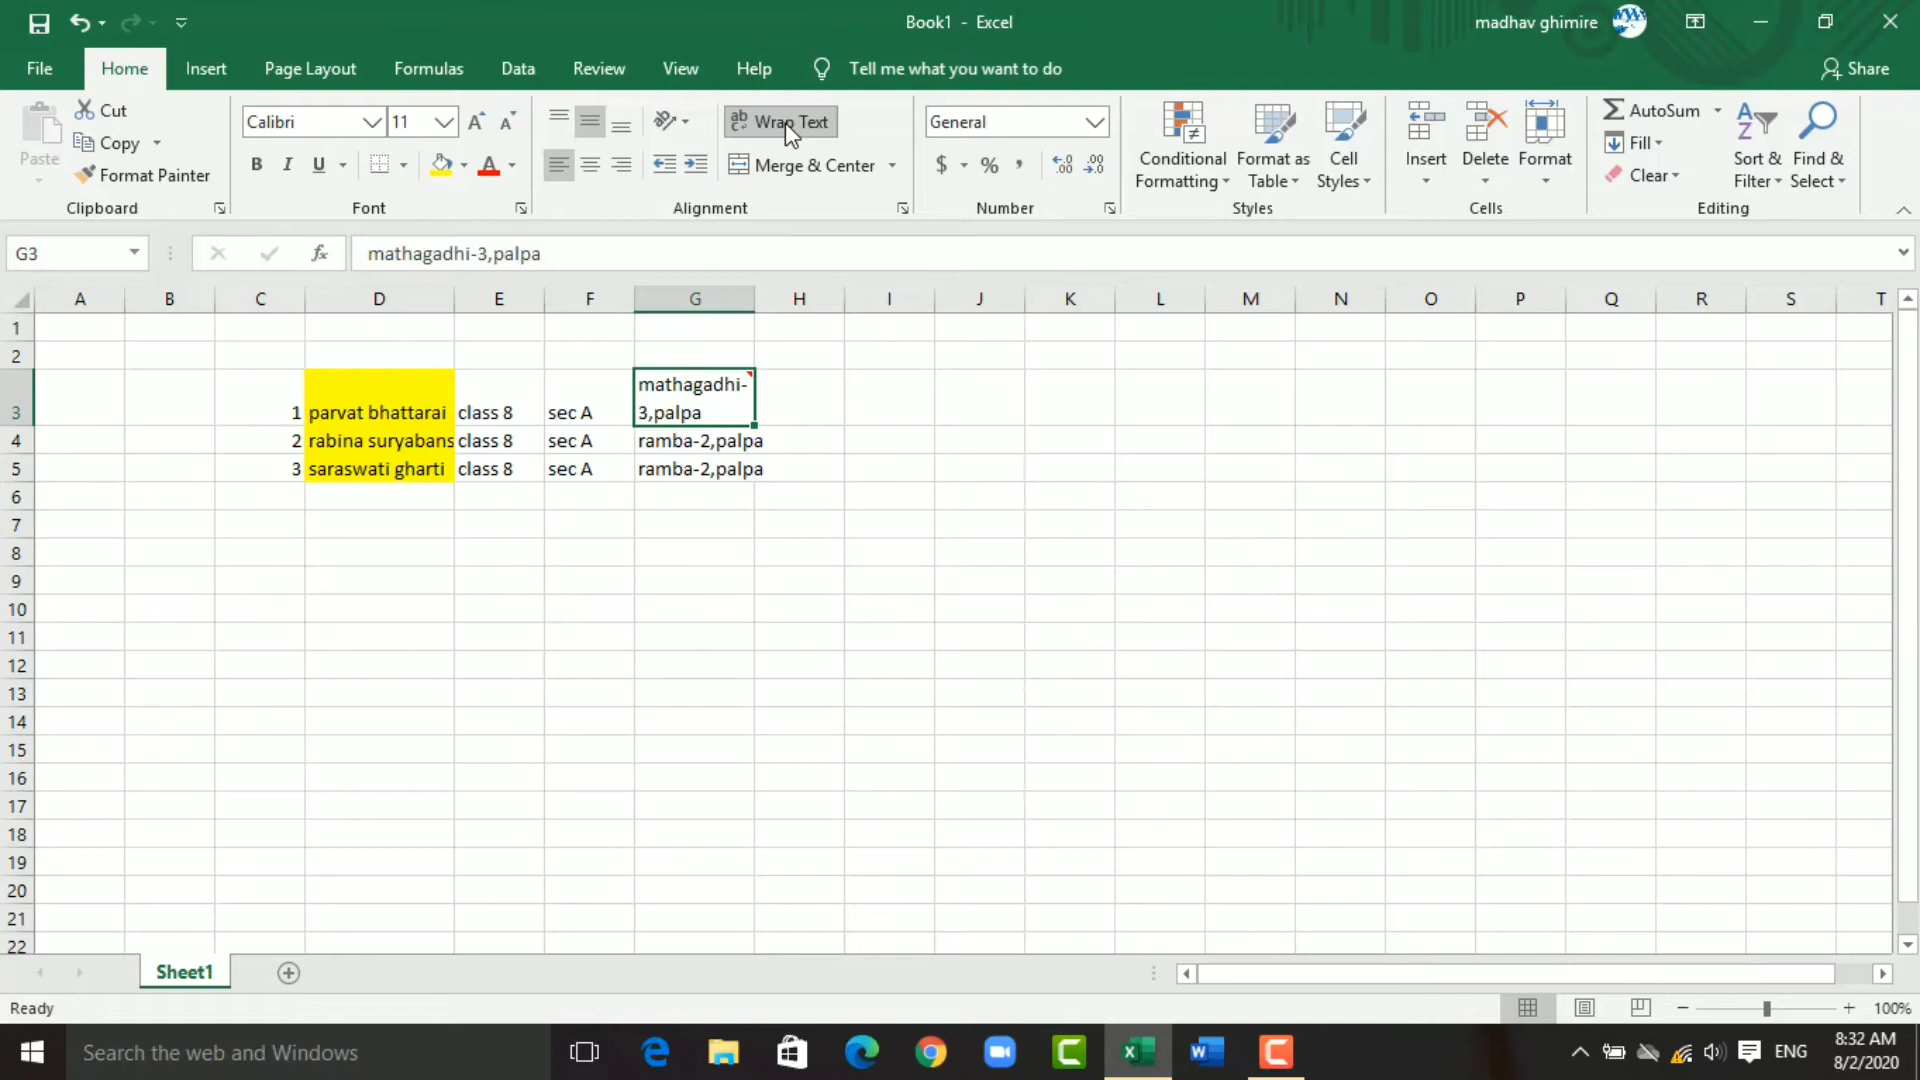 Book1 - Excel
madhav ghimire
File Home Insert Page Layout Formulas Data Review View Help Tell me what you want to do Share
Paste
Cut
Copy
Format Painter
Clipboard
Calibri 11
B I U A
Font
Wrap Text
Merge & Center
Alignment
General
$ % ,
Number
Conditional Formatting
Format as Table
Cell Styles
Styles
Insert Delete Format
Cells
AutoSum
Fill
Clear
Sort & Filter
Find & Select
Editing
G3 fx mathagadhi-3,palpa
A B C D E F G H I J K L M N O P Q R S T
1
2
3 1 parvat bhattarai class 8 sec A mathagadhi-
3,palpa
4 2 rabina suryabans class 8 sec A ramba-2,palpa
5 3 saraswati gharti class 8 sec A ramba-2,palpa
6
7
8
9
10
11
12
13
14
15
16
17
18
19
20
21
22
Sheet1
Ready 100%
Search the web and Windows
ENG
8:32 AM
8/2/2020